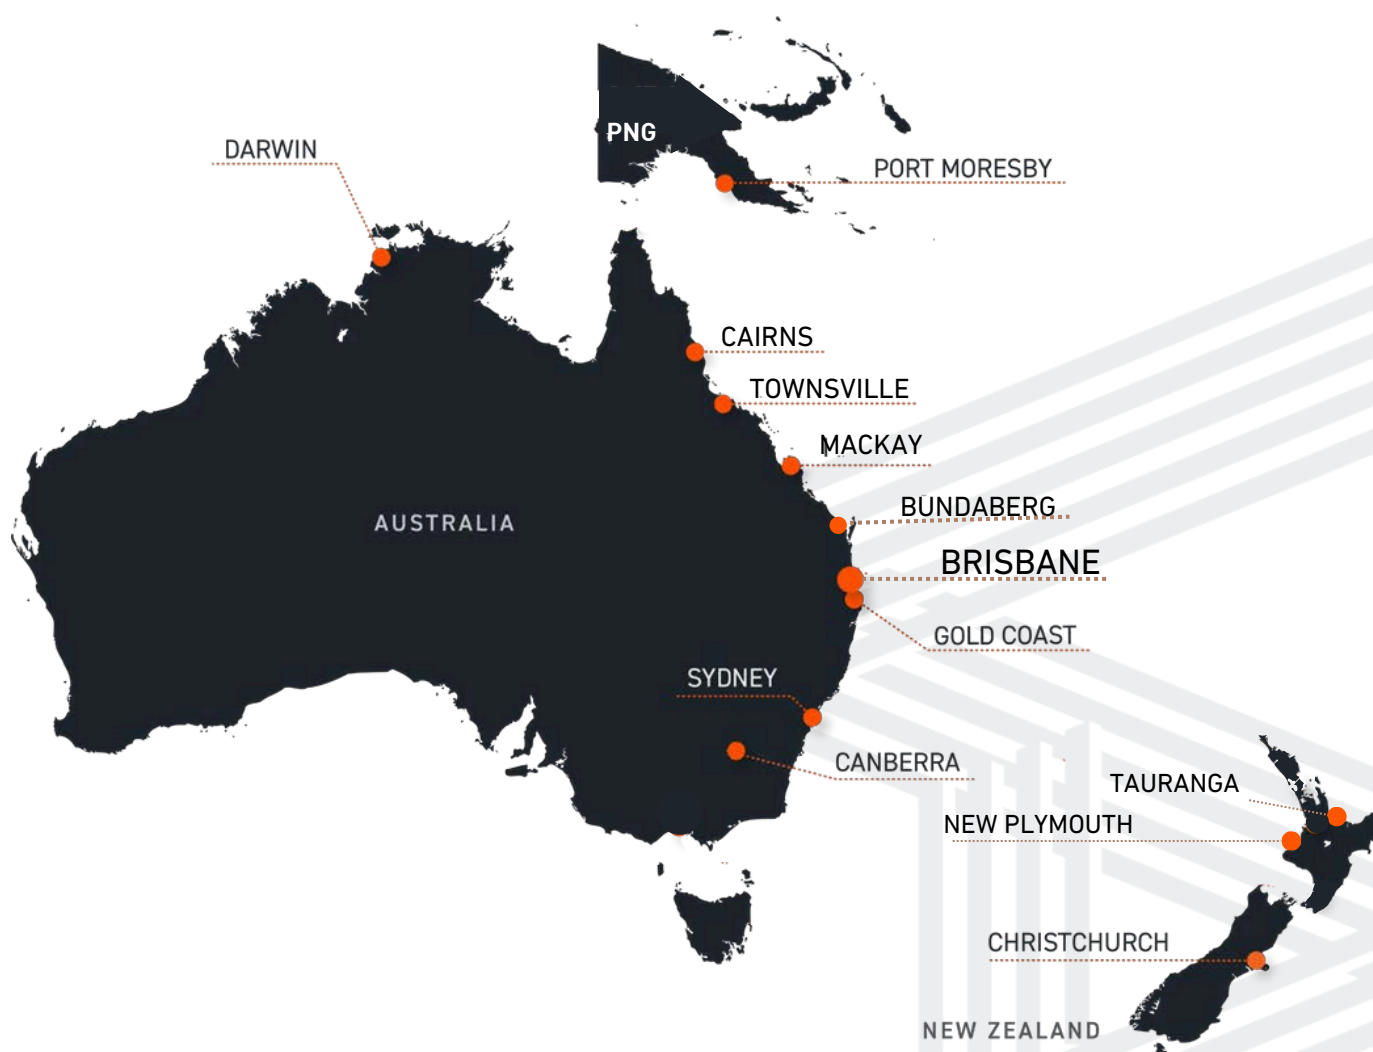 PNG
DARWIN
PORT MORESBY
CAIRNS
TOWNSVILLE
MACKAY
BUNDABERG
AUSTRALIA
BRISBANE
GOLD COAST
SYDNEY
CANBERRA
TAURANGA
NEW PLYMOUTH
CHRISTCHURCH
NEW ZEALAND